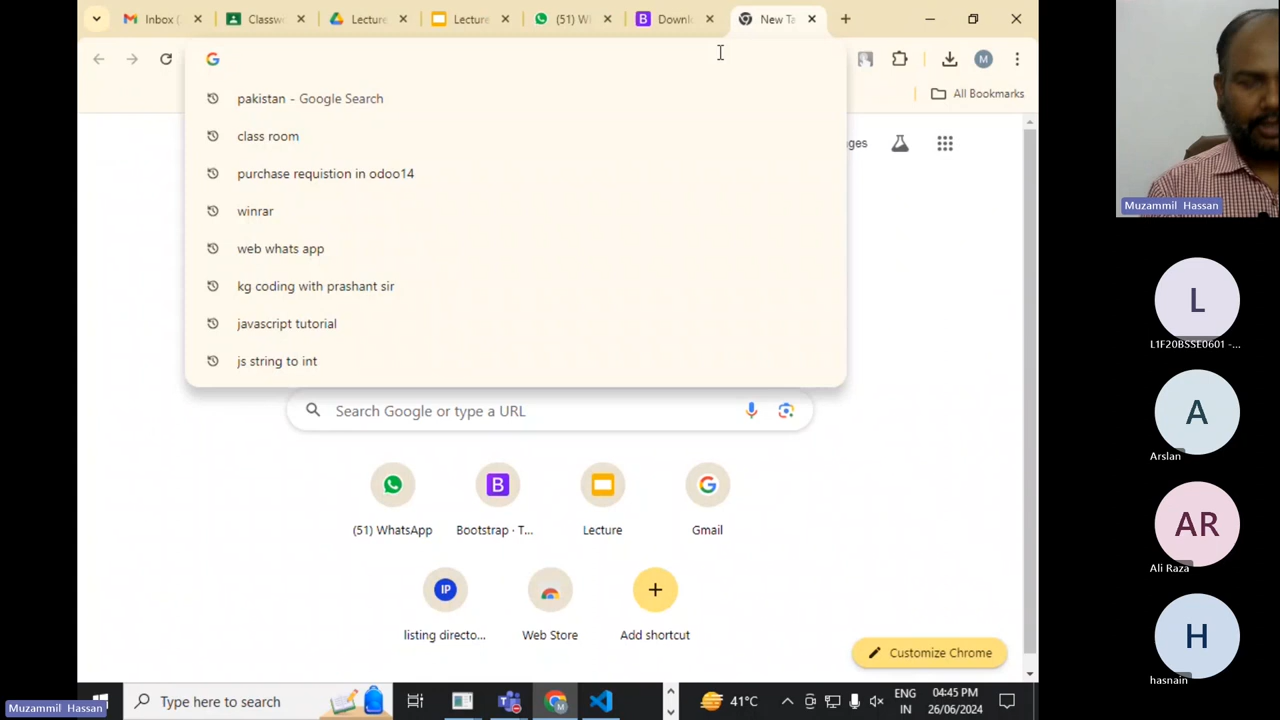 Inbox (
Classw
Lecture
Lecture
(51) W
Downl
New Ta
All Bookmarks
pakistan - Google Search
class room
ges
purchase requistion in odoo14
winrar
web whats app
kg coding with prashant sir
javascript tutorial
js string to int
Search Google or type a URL
(51) WhatsApp
Bootstrap · T...
Lecture
Gmail
listing directo...
Web Store
Add shortcut
Customize Chrome
Type here to search
41°C
ENG
IN
04:45 PM
26/06/2024
Muzammil Hassan
Muzammil Hassan
L
L1F20BSSE0601 -...
A
Arslan
AR
Ali Raza
H
hasnain